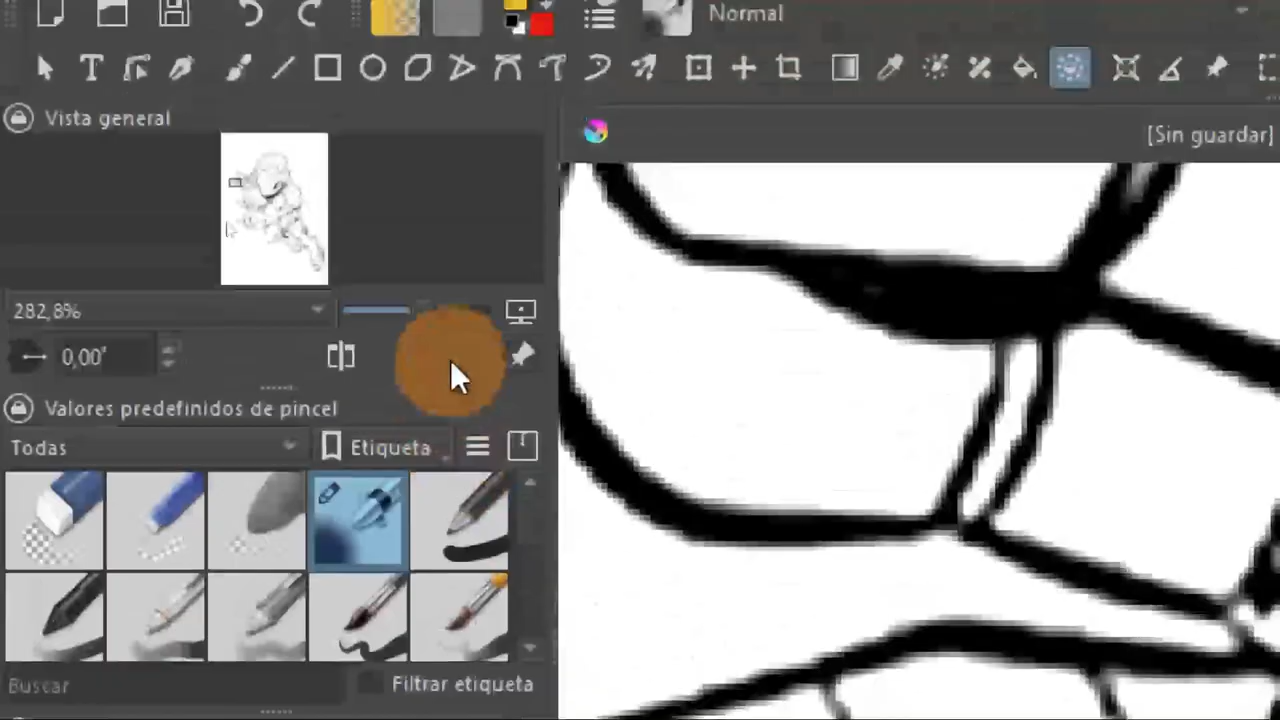 Normal
Vista general
[Sin guardar]
282,8%
0,00°
Valores predefinidos de pincel
Todas
Etiqueta
Buscar
Filtrar etiqueta